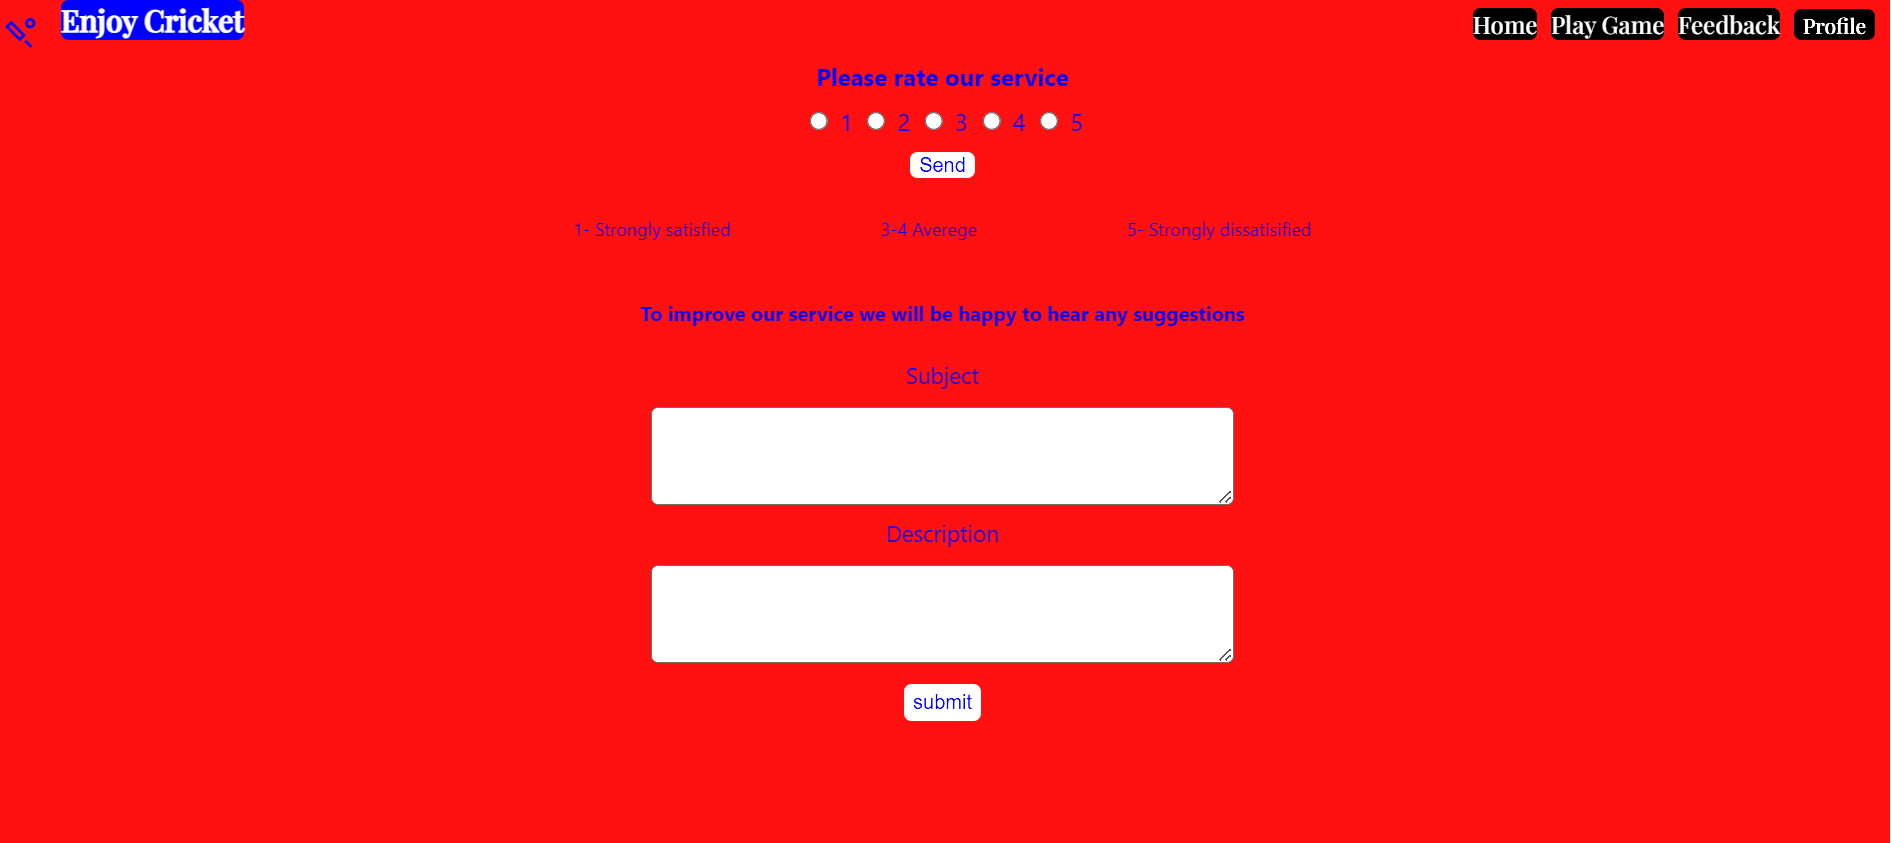 Enjoy Cricket
Home Play Game Feedback Profile
Please rate our service
1 2 3 4 5
Send
1- Strongly satisfied 3-4 Averege 5- Strongly dissatisified
To improve our service we will be happy to hear any suggestions
Subject
Description
submit